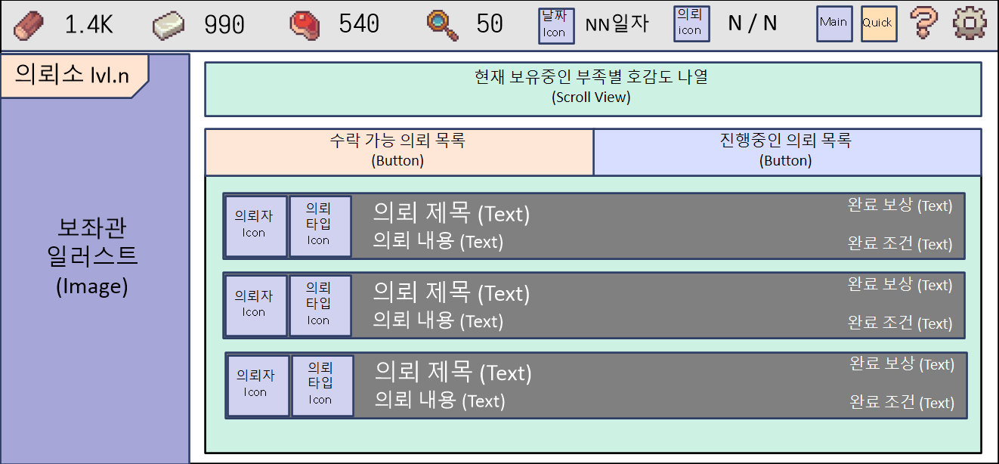 1.4K
990
540
50
날짜
Icon
NN일자
의뢰
icon
N / N
Main
Quick
의뢰소 lvl.n
보좌관
일러스트
(Image)
현재 보유중인 부족별 호감도 나열
(Scroll View)
수락 가능 의뢰 목록
(Button)
진행중인 의뢰 목록
(Button)
의뢰자
Icon
의뢰
타입
Icon
의뢰 제목 (Text)
의뢰 내용 (Text)
완료 보상 (Text)
완료 조건 (Text)
의뢰자
Icon
의뢰
타입
Icon
의뢰 제목 (Text)
의뢰 내용 (Text)
완료 보상 (Text)
완료 조건 (Text)
의뢰자
Icon
의뢰
타입
Icon
의뢰 제목 (Text)
의뢰 내용 (Text)
완료 보상 (Text)
완료 조건 (Text)